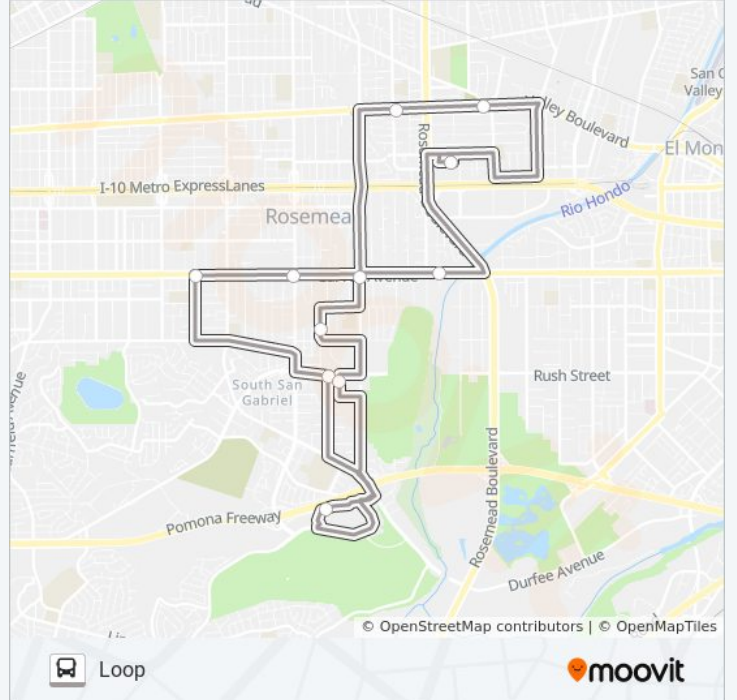 San G
Valley
Valley Boulevard
El Mon
I-10 Metro ExpressLanes
Rio Hondo
Rosemea
Avenue
Rush Street
South San
Gabriel
Rosemead Boulevard
Pomona Freeway
Durfee Avenue
© OpenStreetMap contributors | © OpenMapTiles
Loop
moovit